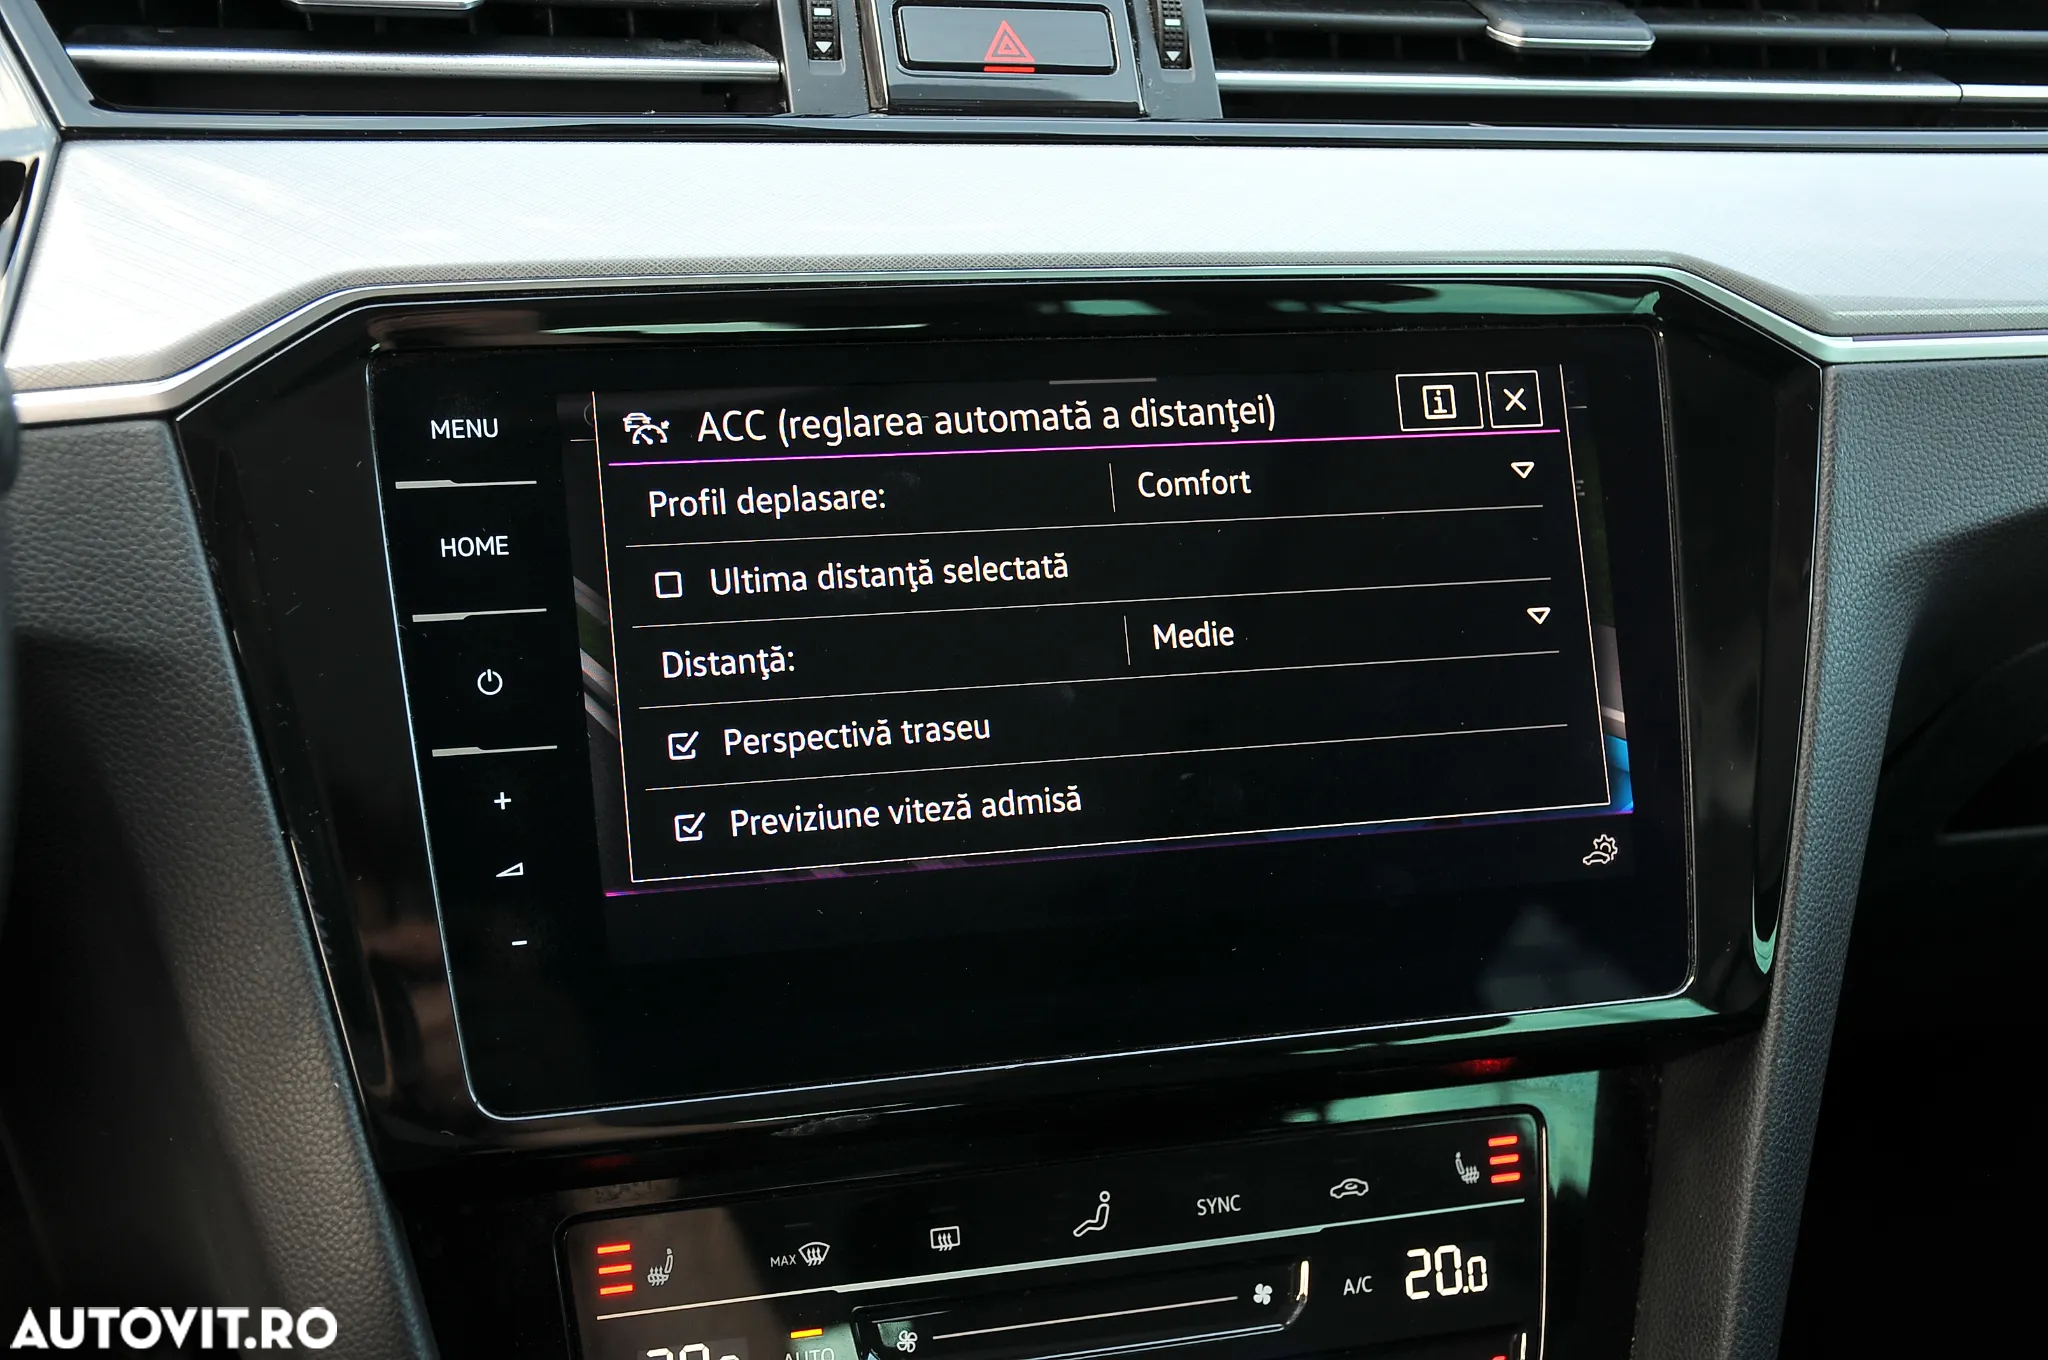 MENU
HOME
ACC (reglarea automată a distanţei)
Profil deplasare:
Comfort
Ultima distanţă selectată
Distanţă:
Medie
Perspectivă traseu
Previziune viteză admisă
MAX
SYNC
A/C
20.0
AUTO
AUTOVIT.RO